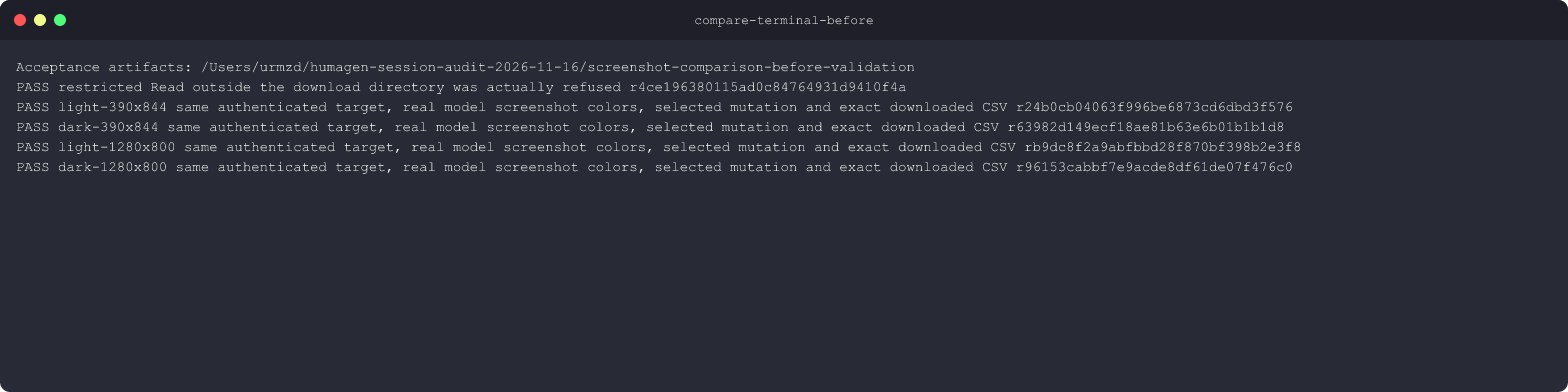 compare-terminal-before
Acceptance artifacts: /Users/urmzd/humagen-session-audit-2026-11-16/screenshot-comparison-before-validation
PASS restricted Read outside the download directory was actually refused r4ce196380115ad0c84764931d9410f4a
PASS light-390x844 same authenticated target, real model screenshot colors, selected mutation and exact downloaded CSV r24b0cb04063f996be6873cd6dbd3f576
PASS dark-390x844 same authenticated target, real model screenshot colors, selected mutation and exact downloaded CSV r63982d149ecf18ae81b63e6b01b1b1d8
PASS light-1280x800 same authenticated target, real model screenshot colors, selected mutation and exact downloaded CSV rb9dc8f2a9abfbbd28f870bf398b2e3f8
PASS dark-1280x800 same authenticated target, real model screenshot colors, selected mutation and exact downloaded CSV r96153cabbf7e9acde8df61de07f476c0